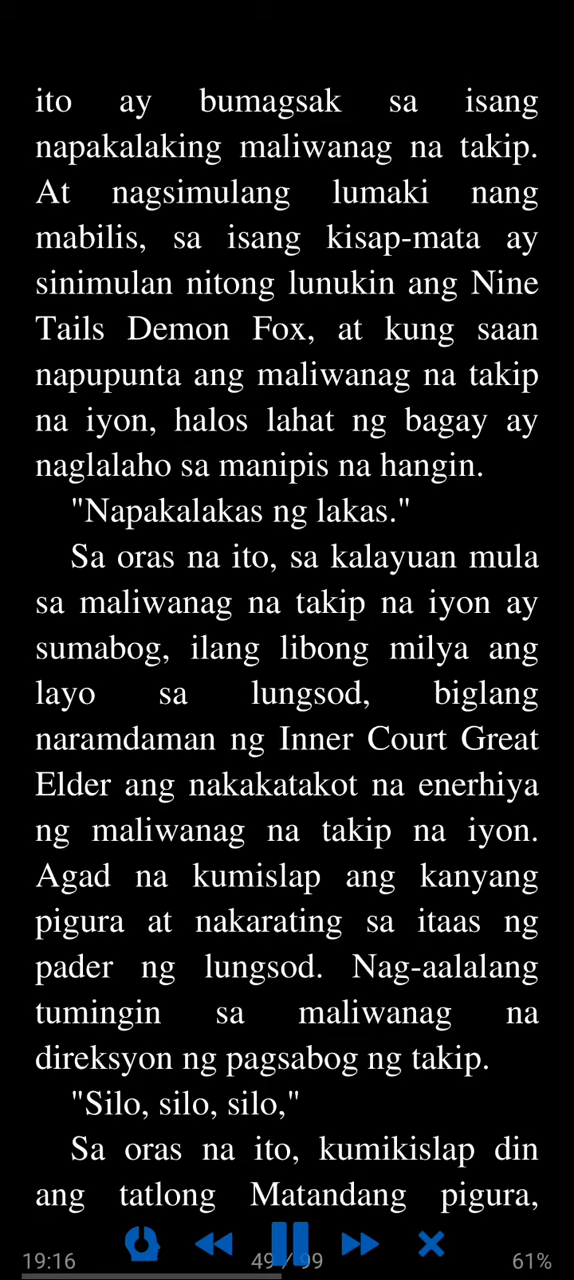 ito ay bumagsak sa isang
napakalaking maliwanag na takip.
At nagsimulang lumaki nang
mabilis, sa isang kisap-mata ay
sinimulan nitong lunukin ang Nine
Tails Demon Fox, at kung saan
napupunta ang maliwanag na takip
na iyon, halos lahat ng bagay ay
naglalaho sa manipis na hangin.
"Napakalakas ng lakas."
Sa oras na ito, sa kalayuan mula
sa maliwanag na takip na iyon ay
sumabog, ilang libong milya ang
layo sa lungsod, biglang
naramdaman ng Inner Court Great
Elder ang nakakatakot na enerhiya
ng maliwanag na takip na iyon.
Agad na kumislap ang kanyang
pigura at nakarating sa itaas ng
pader ng lungsod. Nag-aalalang
tumingin sa maliwanag na
direksyon ng pagsabog ng takip.
"Silo, silo, silo,"
Sa oras na ito, kumikislap din
ang tatlong Matandang pigura,
19:16 49 / 99 61%